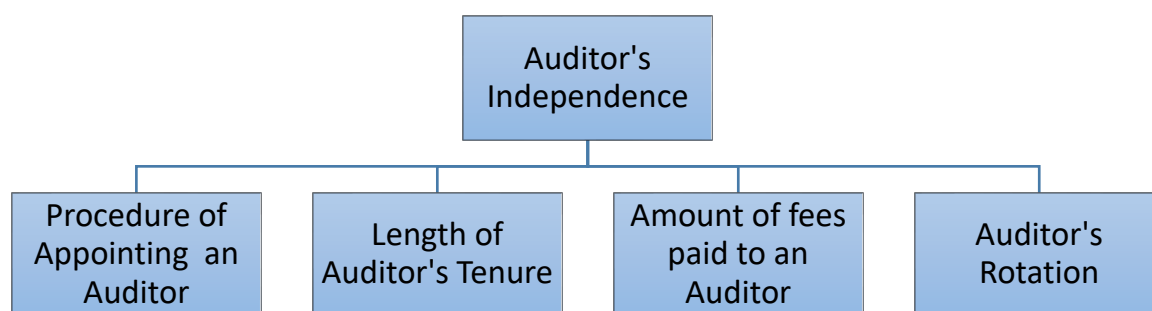 Auditor's
Independence
Procedure of
Appointing  an
Auditor
Length of
Auditor's Tenure
Amount of fees
paid to an
Auditor
Auditor's
Rotation